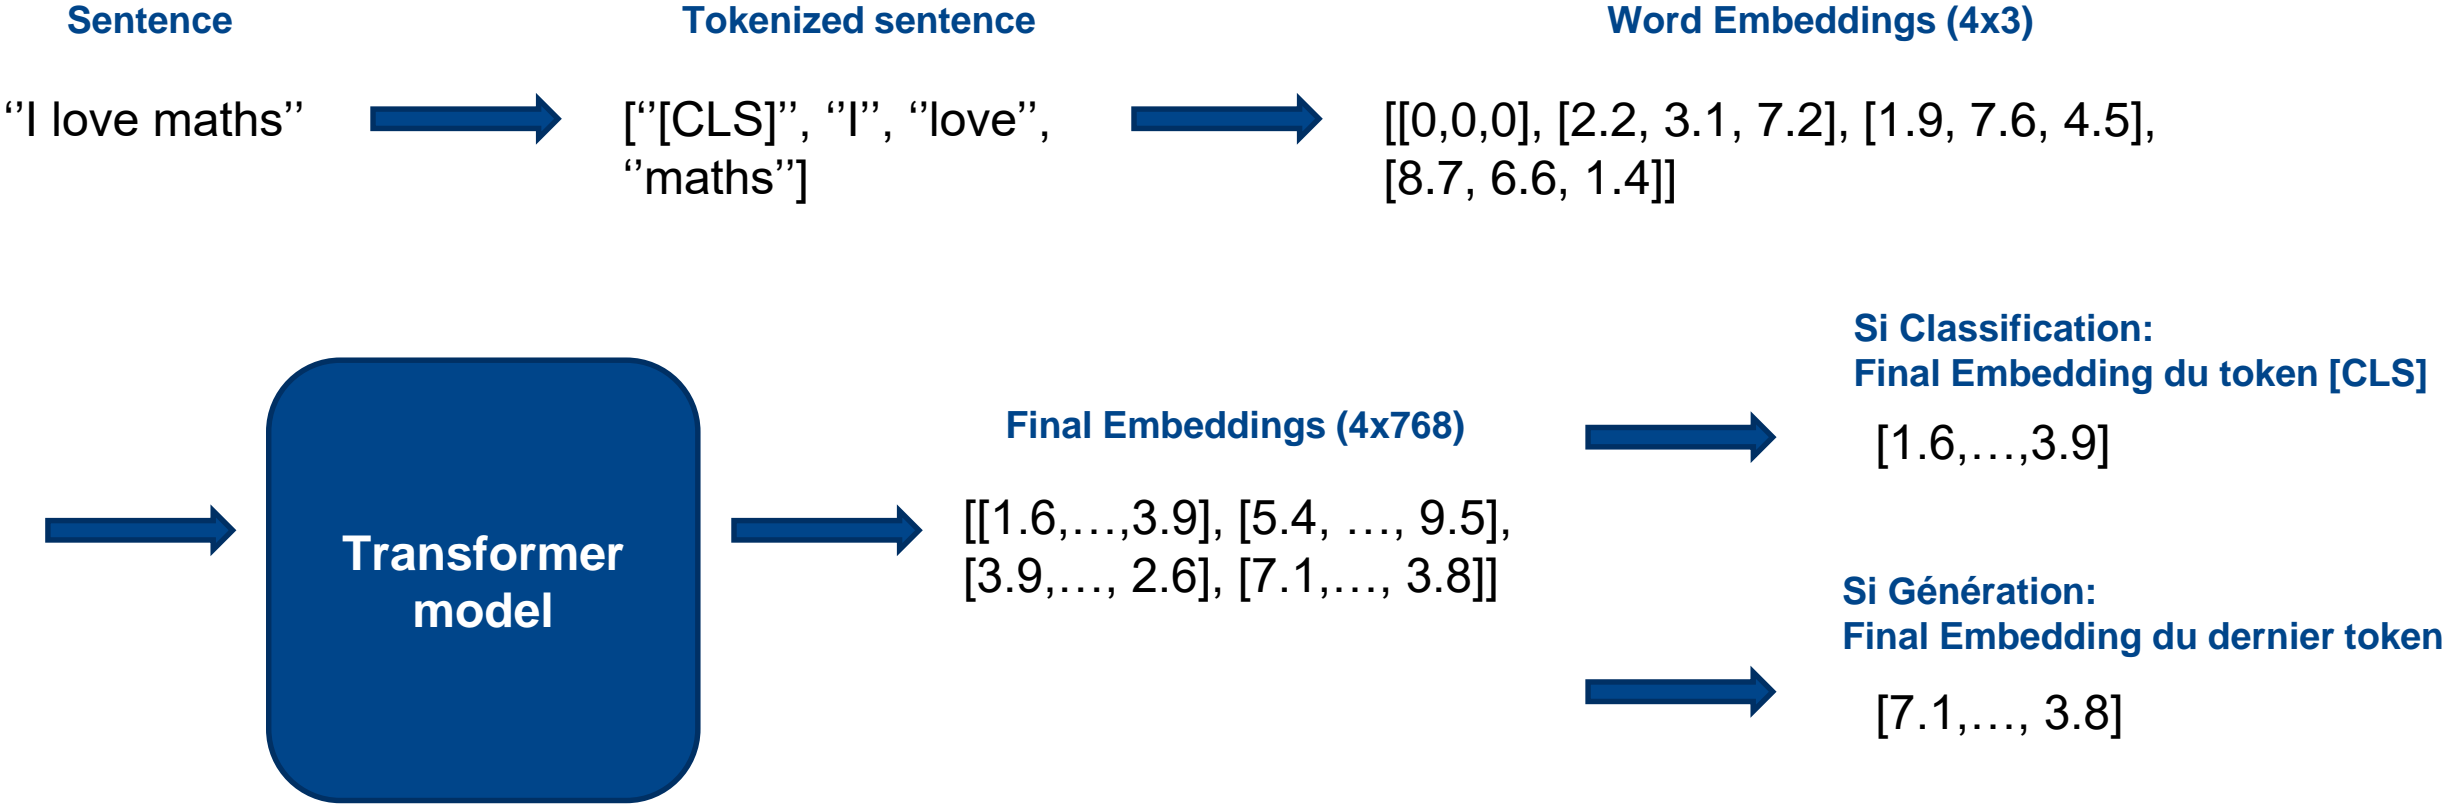 Sentence
Tokenized sentence
Word Embeddings (4x3)
‘’I love maths’’
[‘’[CLS]’’, ‘’I’’, ‘’love’’,
‘’maths’’]
[[0,0,0], [2.2, 3.1, 7.2], [1.9, 7.6, 4.5],
[8.7, 6.6, 1.4]]
Transformer
model
Final Embeddings (4x768)
[[1.6,…,3.9], [5.4, …, 9.5],
[3.9,…, 2.6], [7.1,…, 3.8]]
Si Classification:
Final Embedding du token [CLS]
[1.6,…,3.9]
Si Génération:
Final Embedding du dernier token
[7.1,…, 3.8]